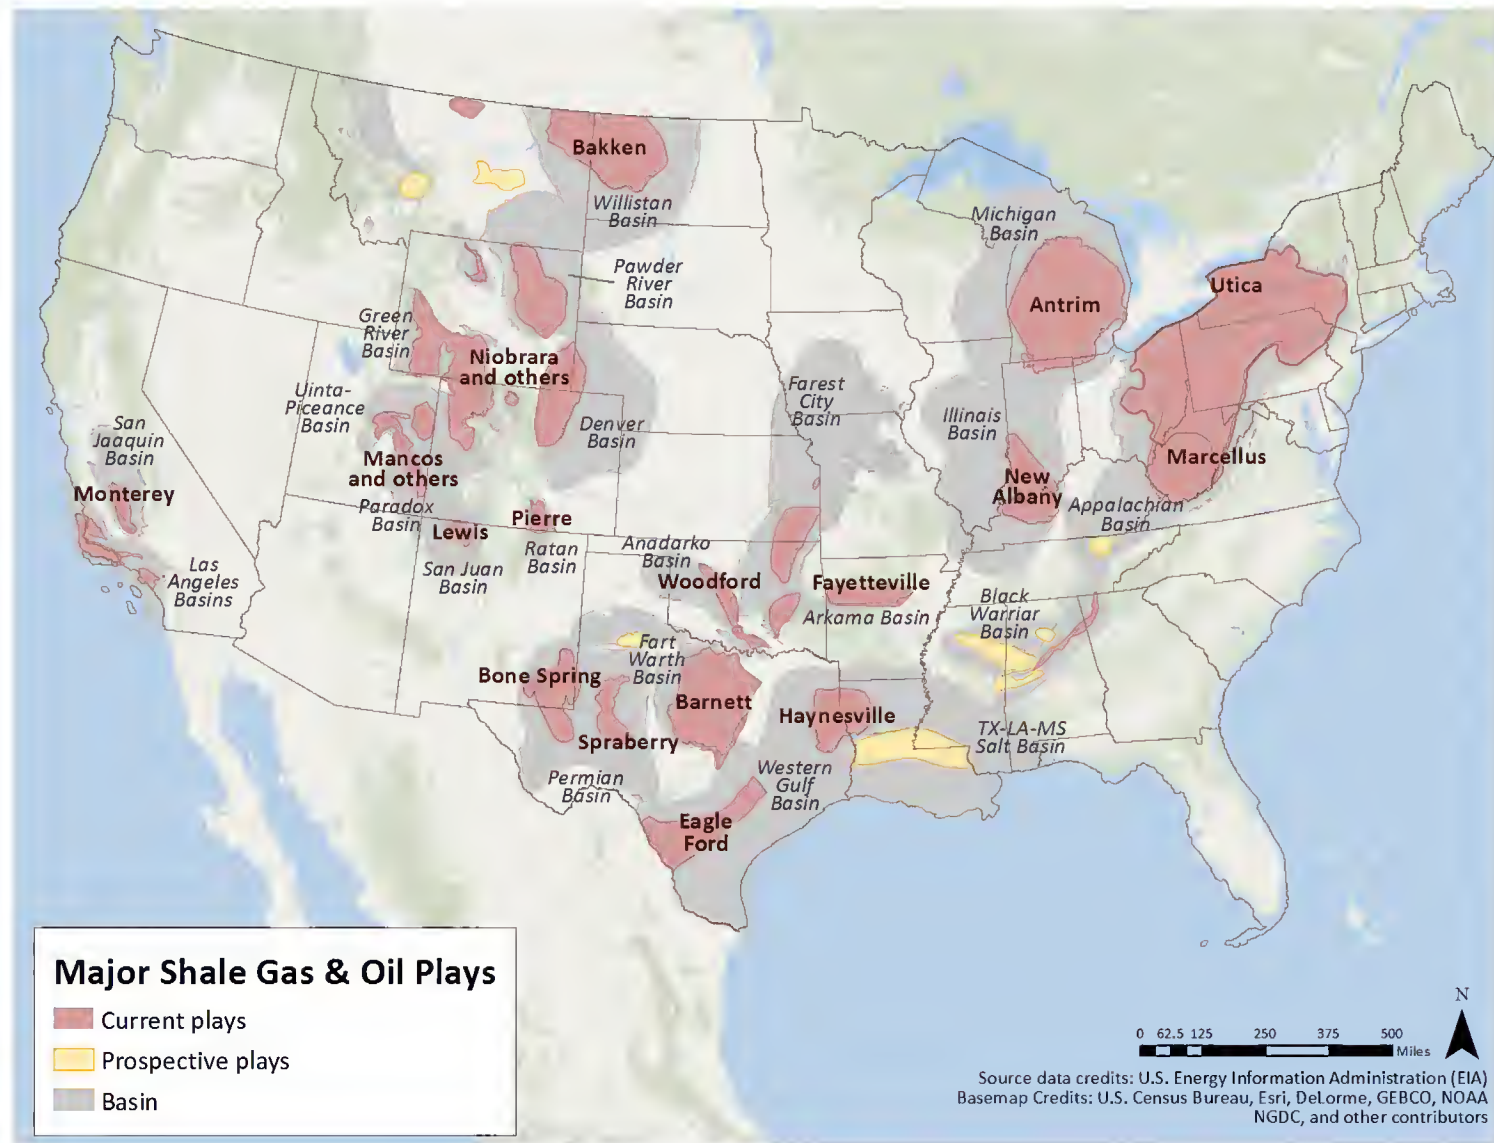 Bakken
Willistan
Basin
Michigan
Basin
Pawder
River
Basin
Utica
Antrim
Green
River
Basin
Niobrara
and others
Uinta-
Piceance
Basin
Farest
City
Basin
Denver
Basin
Illinais
Basin
San
Jaaquin
Basin
Mancos
and others
Marcellus
New
Albany
Monterey
Paradox
Basin
Appalachian
Basin
Pierre
Lewis
Ratan
Basin
Anadarko
Basin
San Juan
Basin
Las
Angeles
Basins
Woodford
Fayetteville
Arkama Basin
Black
Warriar
Basin
Fart
Warth
Basin
Bone Spring
Barnett
Haynesville
Spraberry
TX-LA-MS
Salt Basin
Permian
Basin
Western
Gulf
Basin
Eagle
Ford
Major Shale Gas & Oil Plays
Current plays
Prospective plays
Basin
N
0 62.5 125 250 375 500
Miles
Source data credits: U.S. Energy Information Administration (EIA)
Basemap Credits: U.S. Census Bureau, Esri, DeLorme, GEBCO, NOAA
NGDC, and other contributors